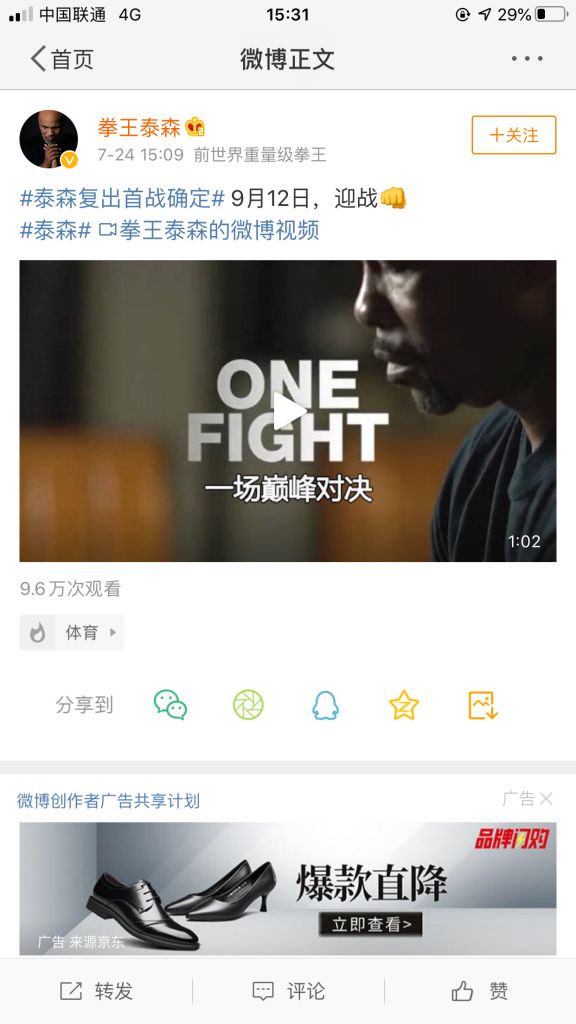 中国联通 4G 15:31 29%
首页 微博正文
拳王泰森
+关注
7-24 15:09 前世界重量级拳王
#泰森复出首战确定# 9月12日，迎战👊
#泰森# 拳王泰森的微博视频
ONE
FIGHT
一场巅峰对决
1:02
9.6万次观看
体育
分享到
微博创作者广告共享计划
广告
品牌闪购
爆款直降
立即查看>
广告 来源京东
转发 评论 赞